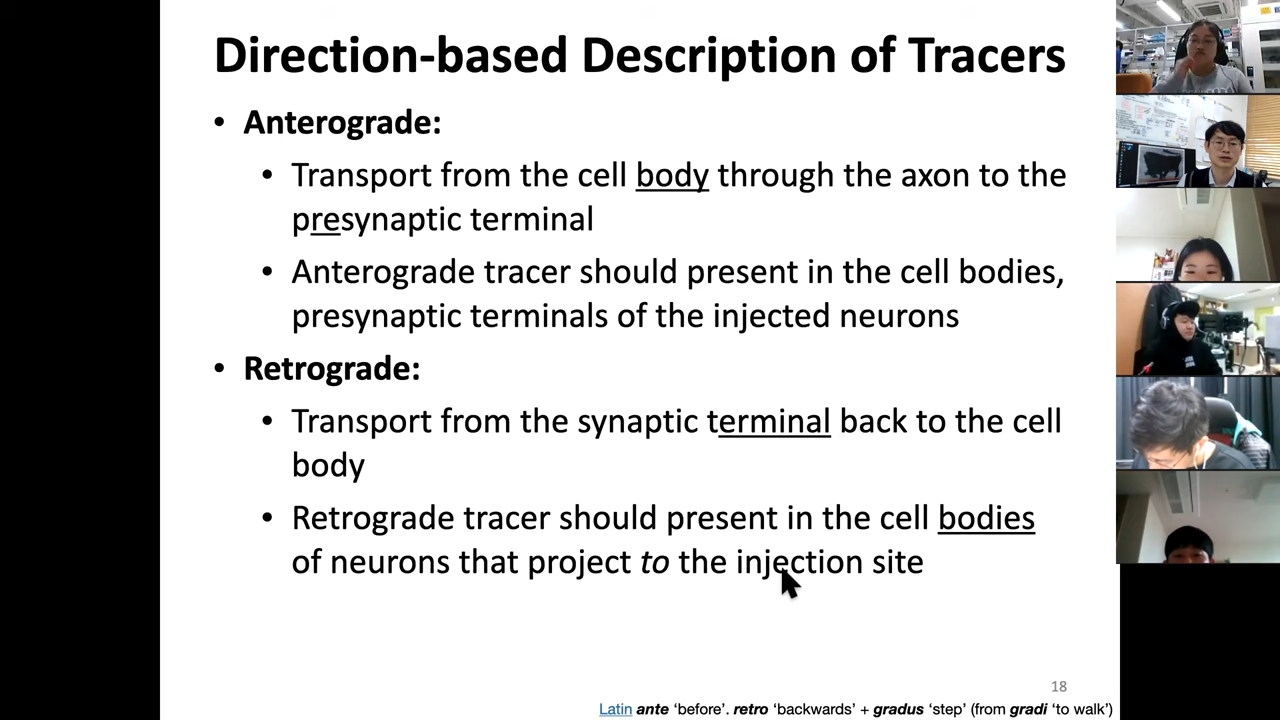 Direction-based Description of Tracers
• Anterograde:
• Transport from the cell body through the axon to the
presynaptic terminal
• Anterograde tracer should present in the cell bodies,
presynaptic terminals of the injected neurons
• Retrograde:
• Transport from the synaptic terminal back to the cell
body
• Retrograde tracer should present in the cell bodies
of neurons that project to the injection site
18
Latin ante ‘before’. retro ‘backwards’ + gradus ‘step’ (from gradi ‘to walk’)